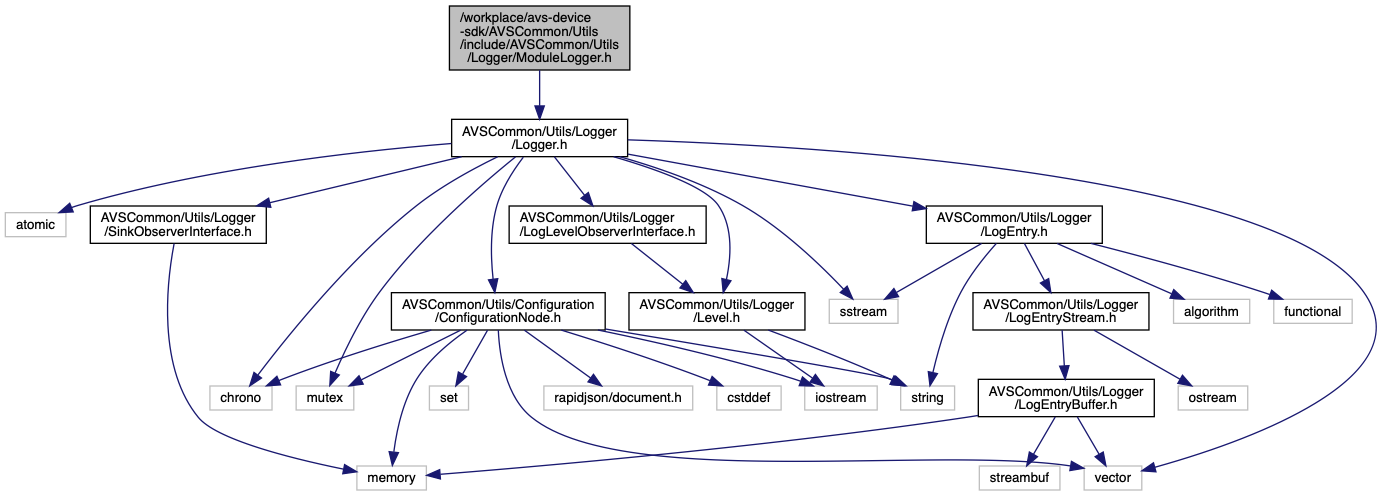 /workplace/avs-device
-sdk/AVSCommon/Utils
/include/AVSCommon/Utils
/Logger/ModuleLogger.h
AVSCommon/Utils/Logger
/Logger.h
atomic
AVSCommon/Utils/Logger
/SinkObserverInterface.h
AVSCommon/Utils/Logger
/LogLevelObserverInterface.h
AVSCommon/Utils/Logger
/LogEntry.h
AVSCommon/Utils/Configuration
/ConfigurationNode.h
AVSCommon/Utils/Logger
/Level.h
sstream
AVSCommon/Utils/Logger
/LogEntryStream.h
algorithm
functional
chrono
mutex
set
rapidjson/document.h
cstddef
iostream
string
AVSCommon/Utils/Logger
/LogEntryBuffer.h
ostream
memory
streambuf
vector